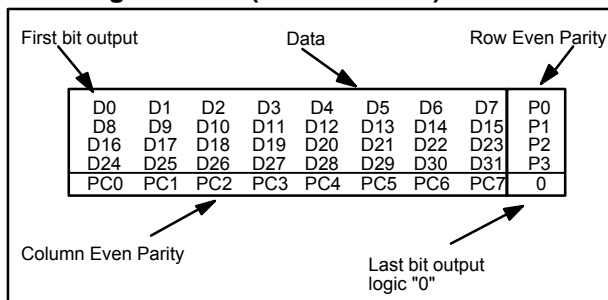 First bit output Data Row Even Parity
D0 D1 D2 D3 D4 D5 D6 D7 P0
D8 D9 D10 D11 D12 D13 D14 D15 P1
D16 D17 D18 D19 D20 D21 D22 D23 P2
D24 D25 D26 D27 D28 D29 D30 D31 P3
PC0 PC1 PC2 PC3 PC4 PC5 PC6 PC7 0
Column Even Parity
Last bit output
logic "0"